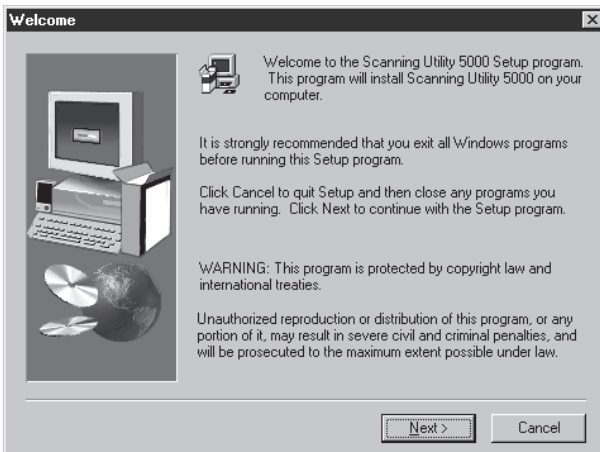 Welcome
Welcome to the Scanning Utility 5000 Setup program.
This program will install Scanning Utility 5000 on your
computer.
It is strongly recommended that you exit all Windows programs
before running this Setup program.
Click Cancel to quit Setup and then close any programs you
have running. Click Next to continue with the Setup program.
WARNING: This program is protected by copyright law and
international treaties.
Unauthorized reproduction or distribution of this program, or any
portion of it, may result in severe civil and criminal penalties, and
will be prosecuted to the maximum extent possible under law.
Next > Cancel